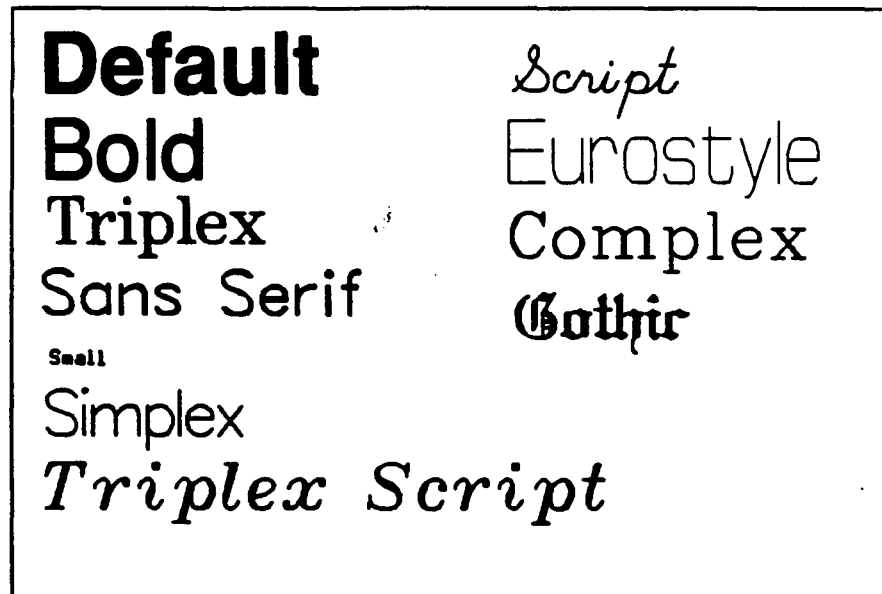 Default
Bold
Triplex
Sans Serif
Small
Simplex
Triplex Script
Script
Eurostyle
Complex
Gothic